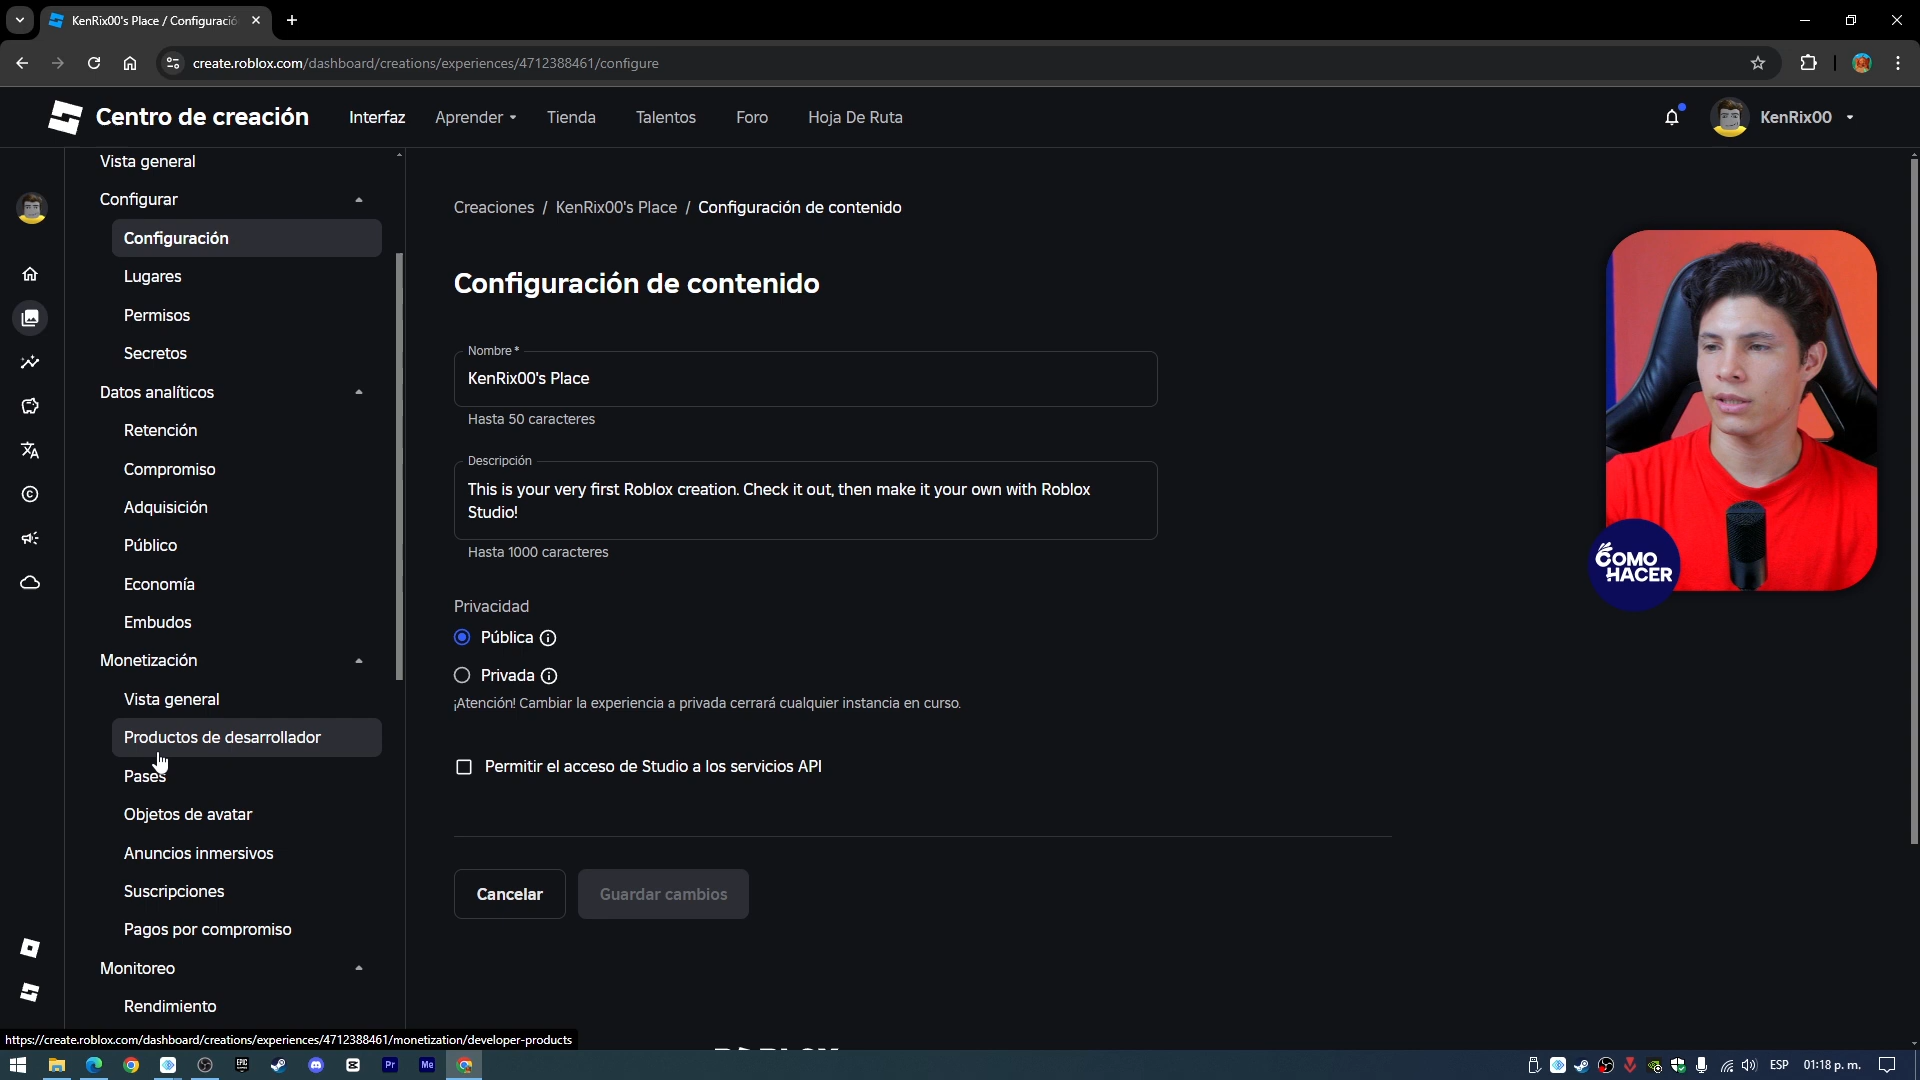 KenRix00's Place / Configuració
create.roblox.com/dashboard/creations/experiences/4712388461/configure
Centro de creación
Interfaz
Aprender
Tienda
Talentos
Foro
Hoja De Ruta
KenRix00
Vista general
Configurar
Configuración
Lugares
Permisos
Secretos
Datos analíticos
Retención
Compromiso
Adquisición
Público
Economía
Embudos
Monetización
Vista general
Productos de desarrollador
Pases
Objetos de avatar
Anuncios inmersivos
Suscripciones
Pagos por compromiso
Monitoreo
Rendimiento
Creaciones / KenRix00's Place / Configuración de contenido
Configuración de contenido
Nombre *
KenRix00's Place
Hasta 50 caracteres
Descripción
This is your very first Roblox creation. Check it out, then make it your own with Roblox
Studio!
Hasta 1000 caracteres
Privacidad
Pública
Privada
¡Atención! Cambiar la experiencia a privada cerrará cualquier instancia en curso.
Permitir el acceso de Studio a los servicios API
Cancelar
Guardar cambios
COMO
HACER
https://create.roblox.com/dashboard/creations/experiences/4712388461/monetization/developer-products
EPIC
Pr
Me
ESP
01:18 p. m.